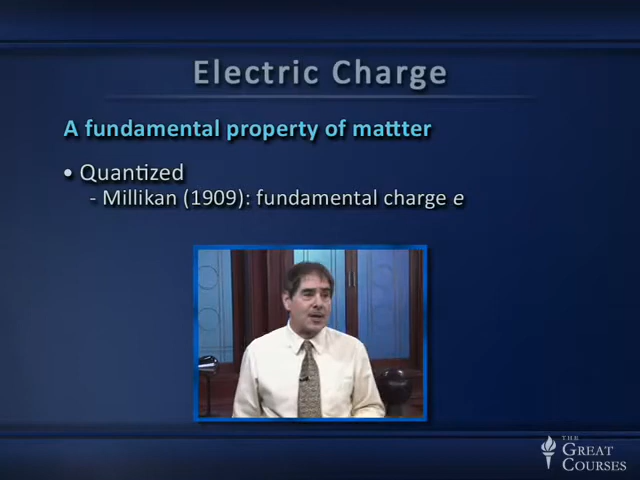 Electric Charge
A fundamental property of mattter
• Quantized
- Millikan (1909): fundamental charge e
THE
GREAT
COURSES